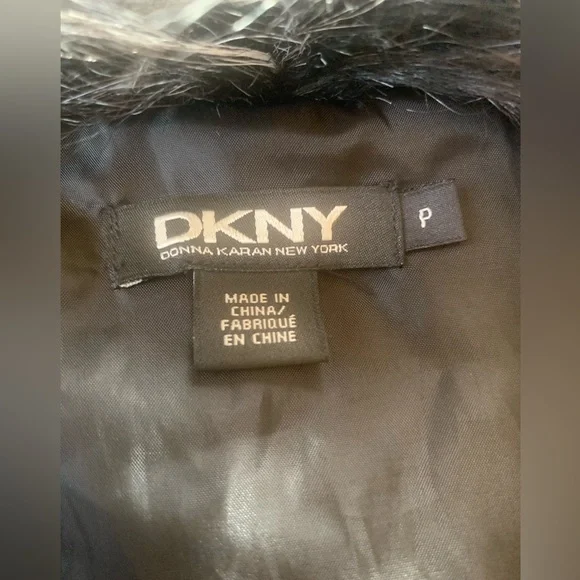 DKNY
DONNA KARAN NEW YORK
P
MADE IN
CHINA/
FABRIQUÉ
EN CHINE